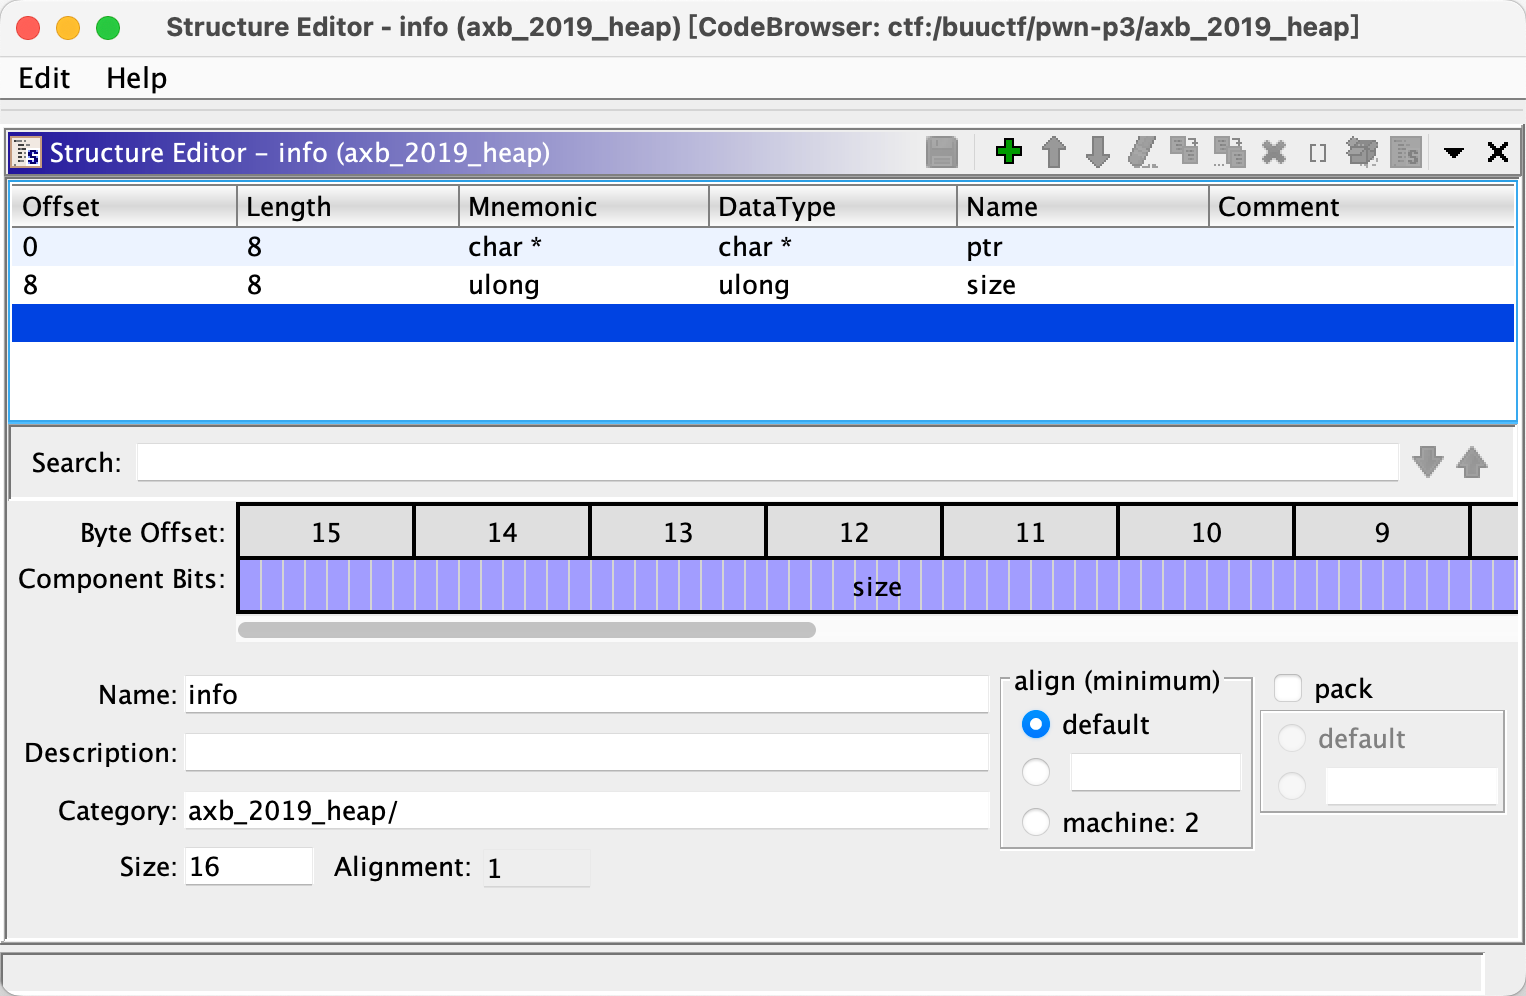 Structure Editor - info (axb_2019_heap) [CodeBrowser: ctf:/buuctf/pwn-p3/axb_2019_heap]
Edit Help
Structure Editor – info (axb_2019_heap)
Offset Length Mnemonic DataType Name Comment
0 8 char * char * ptr
8 8 ulong ulong size
Search:
Byte Offset: 15 14 13 12 11 10 9
Component Bits: size
Name: info
Description:
Category: axb_2019_heap/
Size: 16 Alignment: 1
align (minimum)
default
machine: 2
pack
default